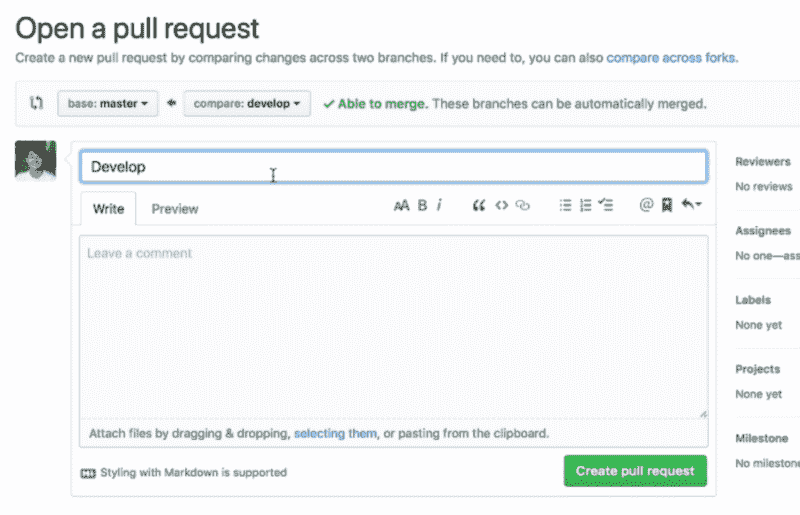 Open a pull request
Create a new pull request by comparing changes across two branches. If you need to, you can also compare across forks.
base: master compare: develop ✓ Able to merge. These branches can be automatically merged.
Develop
Reviewers
No reviews
Write Preview AA B i @
Assignees
No one—ass
Leave a comment
Labels
None yet
Projects
None yet
Attach files by dragging & dropping, selecting them, or pasting from the clipboard.
Milestone
No milestone
Styling with Markdown is supported
Create pull request